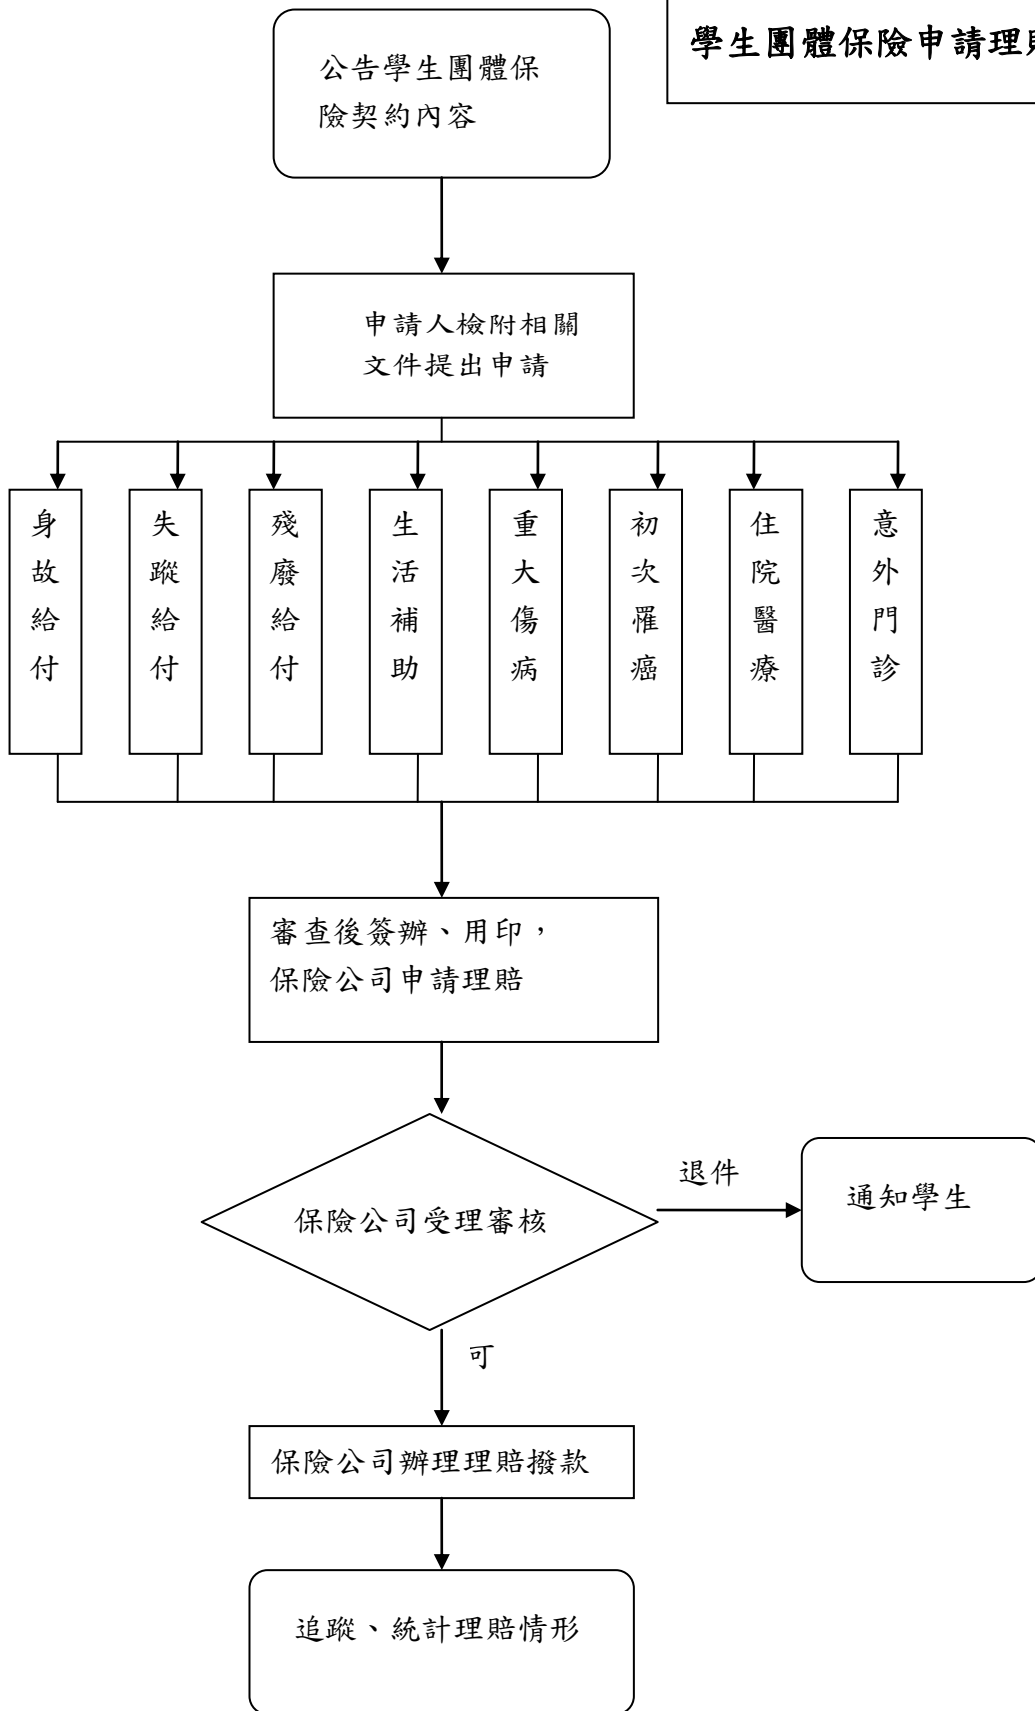 學生團體保險申請理賠
公告學生團體保
險契約內容
申請人檢附相關
文件提出申請
身故給付
失蹤給付
殘廢給付
生活補助
重大傷病
初次罹癌
住院醫療
意外門診
審查後簽辦、用印，
保險公司申請理賠
保險公司受理審核
退件
通知學生
可
保險公司辦理理賠撥款
追蹤、統計理賠情形